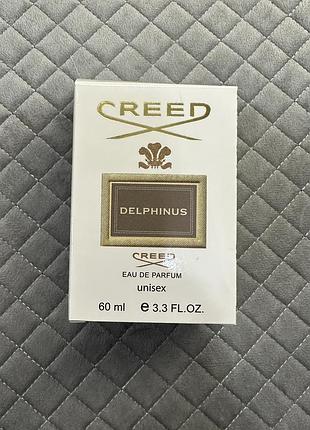 CREED
DELPHINUS
CREED
EAU DE PARFUM
unisex
60 ml e 3.3 FL.OZ.